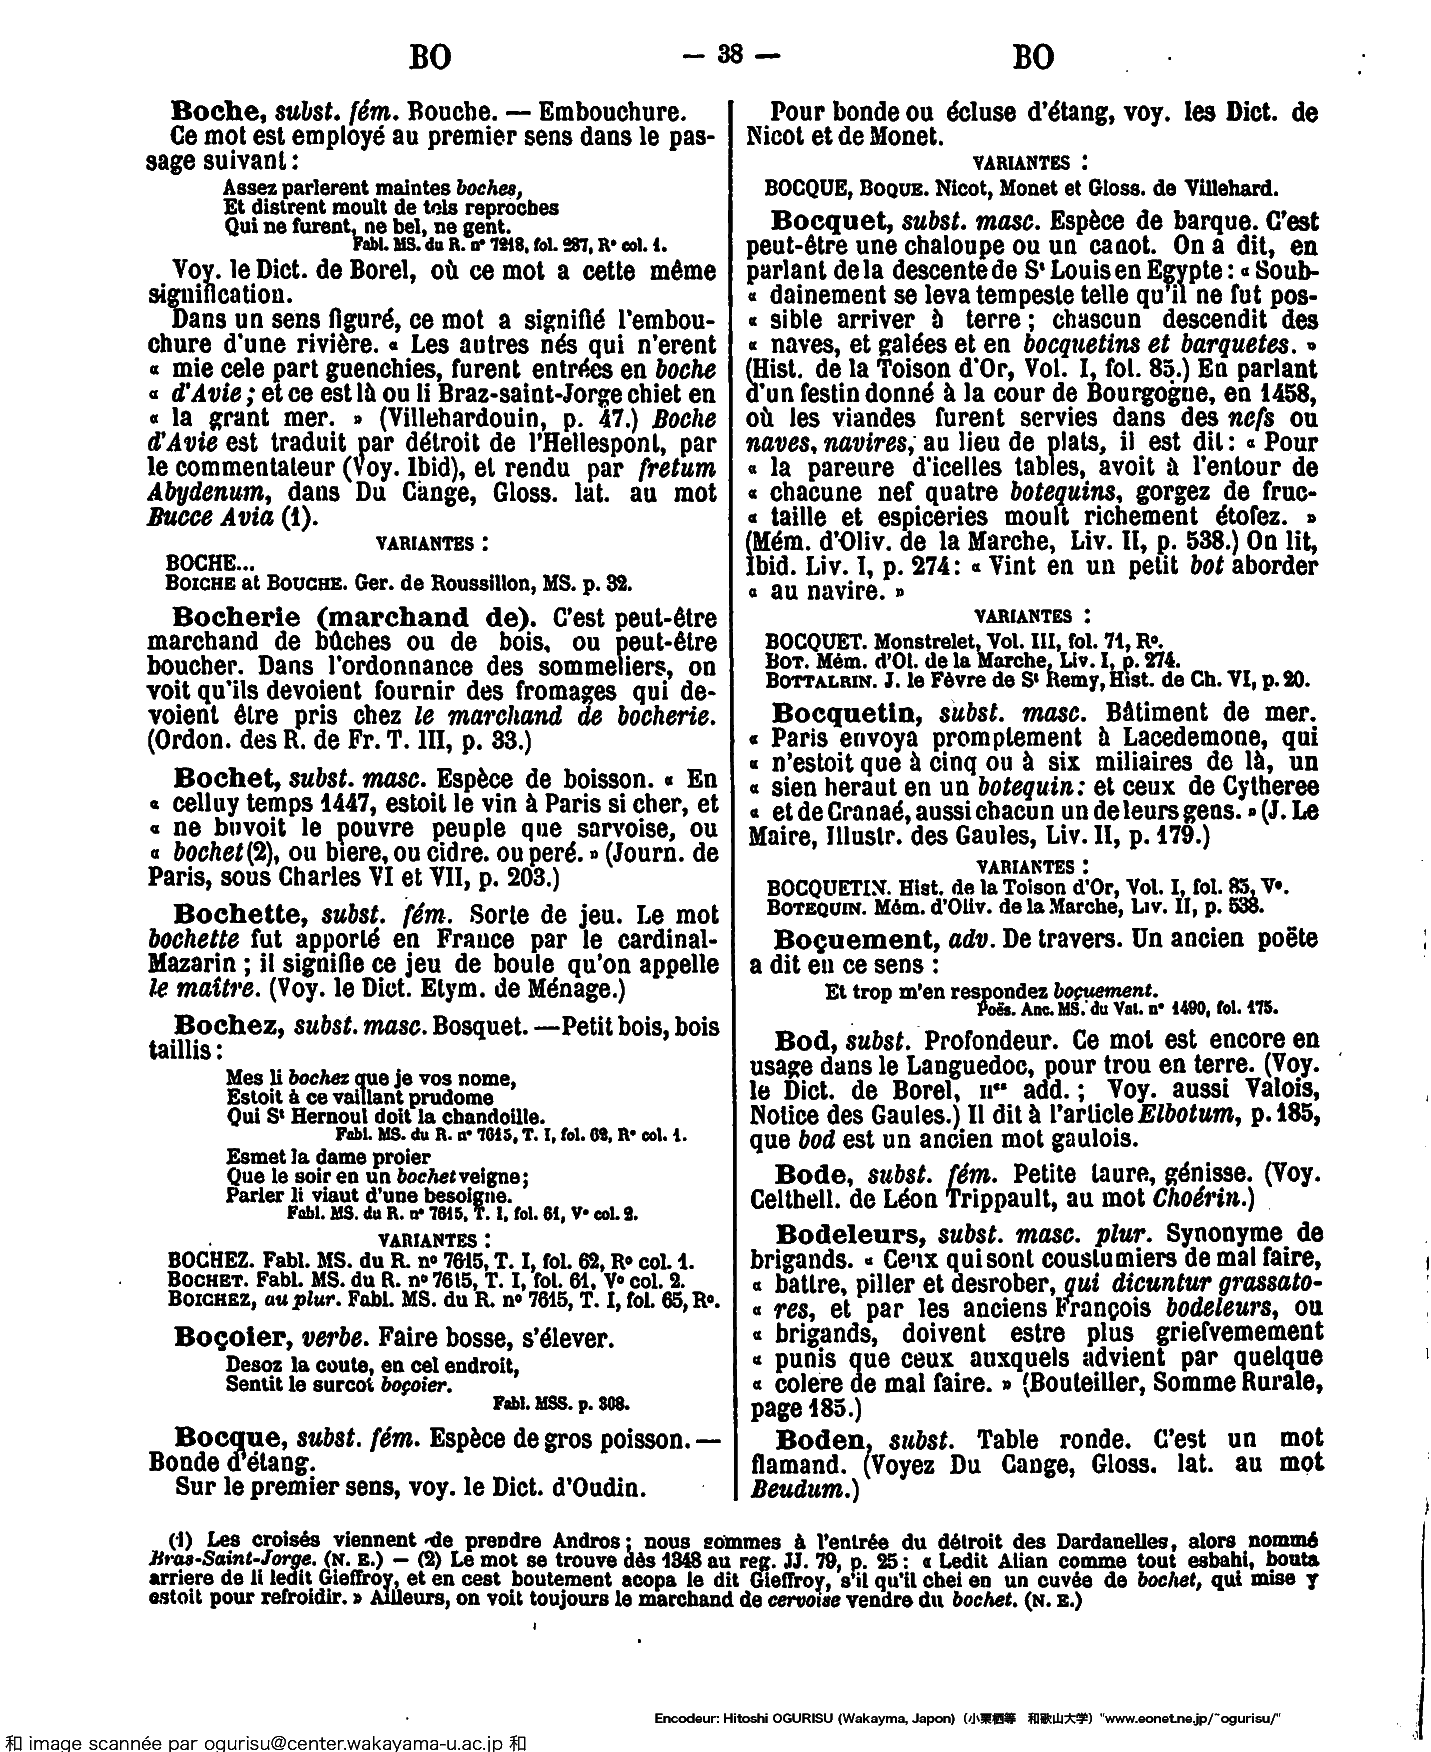 BO — 38 — BO
Boche, subst. fém. Bouche. — Embouchure.
Ce mot est employé au premier sens dans le pas-
sage suivant :
Assez parlerent maintes boches,
Et distrent moult de tels reproches
Qui ne furent, ne bel, ne gent.
Fabl. MS. du R. n° 7218, fol. 287, R° col. 1.
Voy. le Dict. de Borel, où ce mot a cette même
signification.
Dans un sens figuré, ce mot a signifié l'embou-
chure d'une rivière. « Les autres nés qui n'erent
« mie cele part guenchies, furent entrées en boche
« d'Avie ; et ce est là ou li Braz-saint-Jorge chiet en
« la grant mer. » (Villehardouin, p. 47.) Boche
d'Avie est traduit par détroit de l'Hellespont, par
le commentateur (Voy. Ibid), et rendu par fretum
Abydenum, dans Du Cange, Gloss. lat. au mot
Bucce Avia (1).
VARIANTES :
BOCHE...
BOICHE at BOUCHE. Ger. de Roussillon, MS. p. 32.
Bocherie (marchand de). C'est peut-être
marchand de bûches ou de bois, ou peut-être
boucher. Dans l'ordonnance des sommeliers, on
voit qu'ils devoient fournir des fromages qui de-
voient être pris chez le marchand de bocherie.
(Ordon. des R. de Fr. T. III, p. 33.)
Bochet, subst. masc. Espèce de boisson. « En
« celluy temps 1447, estoit le vin à Paris si cher, et
« ne buvoit le pouvre peuple que sarvoise, ou
« bochet (2), ou biere, ou cidre. ou peré. » (Journ. de
Paris, sous Charles VI et VII, p. 203.)
Bochette, subst. fém. Sorte de jeu. Le mot
bochette fut apporté en France par le cardinal-
Mazarin ; il signifie ce jeu de boule qu'on appelle
le maître. (Voy. le Dict. Etym. de Ménage.)
Bochez, subst. masc. Bosquet. — Petit bois, bois
taillis :
Mes li bochez que je vos nome,
Estoit à ce vaillant prudome
Qui St Hernoul doit la chandoille.
Fabl. MS. du R. n° 7615, T. I, fol. 62, R° col. 1.
Esmet la dame proier
Que le soir en un bochet veigne ;
Parler li viaut d'une besoigne.
Fabl. MS. du R. n° 7615, T. I, fol. 61, V° col. 2.
VARIANTES :
BOCHEZ. Fabl. MS. du R. n° 7615, T. I, fol. 62, R° col. 1.
BOCHET. Fabl. MS. du R. n° 7615, T. I, fol. 61, V° col. 2.
BOICHEZ, au plur. Fabl. MS. du R. n° 7615, T. I, fol. 65, R°.
Boçoier, verbe. Faire bosse, s'élever.
Desoz la coute, en cel endroit,
Sentit le surcot boçoier.
Fabl. MSS. p. 308.
Bocque, subst. fém. Espèce de gros poisson. —
Bonde d'étang.
Sur le premier sens, voy. le Dict. d'Oudin.
Pour bonde ou écluse d'étang, voy. les Dict. de
Nicot et de Monet.
VARIANTES :
BOCQUE, BOQUE. Nicot, Monet et Gloss. de Villehard.
Bocquet, subst. masc. Espèce de barque. C'est
peut-être une chaloupe ou un canot. On a dit, en
parlant de la descente de St Louis en Egypte : « Soub-
« dainement se leva tempeste telle qu'il ne fut pos-
« sible arriver à terre ; chascun descendit des
« naves, et galées et en bocquetins et barquetes. »
(Hist. de la Toison d'Or, Vol. I, fol. 85.) En parlant
d'un festin donné à la cour de Bourgogne, en 1458,
où les viandes furent servies dans des nefs ou
naves, navires, au lieu de plats, il est dit : « Pour
« la pareure d'icelles tables, avoit à l'entour de
« chacune nef quatre botequins, gorgez de fruc-
« taille et espiceries moult richement étofez. »
(Mém. d'Oliv. de la Marche, Liv. II, p. 538.) On lit,
Ibid. Liv. I, p. 274 : « Vint en un petit bot aborder
« au navire. »
VARIANTES :
BOCQUET. Monstrelet, Vol. III, fol. 71, R°.
BOT. Mém. d'Ol. de la Marche, Liv. I, p. 274.
BOTTALRIN. J. le Fèvre de St Remy, Hist. de Ch. VI, p. 20.
Bocquetin, subst. masc. Bâtiment de mer.
« Paris envoya promptement à Lacedemone, qui
« n'estoit que à cinq ou à six miliaires de là, un
« sien heraut en un botequin : et ceux de Cytheree
« et de Cranaé, aussi chacun un de leurs gens. » (J. Le
Maire, Illustr. des Gaules, Liv. II, p. 179.)
VARIANTES :
BOCQUETIN. Hist. de la Toison d'Or, Vol. I, fol. 85, V°.
BOTEQUIN. Mém. d'Oliv. de la Marche, Liv. II, p. 538.
Boçuement, adv. De travers. Un ancien poëte
a dit en ce sens :
Et trop m'en respondez boçuement.
Poës. Anc. MS. du Vat. n° 1490, fol. 175.
Bod, subst. Profondeur. Ce mot est encore en
usage dans le Languedoc, pour trou en terre. (Voy.
le Dict. de Borel, IIes add. ; Voy. aussi Valois,
Notice des Gaules.) Il dit à l'article Elbotum, p. 185,
que bod est un ancien mot gaulois.
Bode, subst. fém. Petite taure, génisse. (Voy.
Celthell. de Léon Trippault, au mot Choérin.)
Bodeleurs, subst. masc. plur. Synonyme de
brigands. « Ceux qui sont coustumiers de mal faire,
« battre, piller et desrober, qui dicuntur grassato-
« res, et par les anciens François bodeleurs, ou
« brigands, doivent estre plus griefvemement
« punis que ceux auxquels advient par quelque
« colere de mal faire. » (Bouteiller, Somme Rurale,
page 185.)
Boden, subst. Table ronde. C'est un mot
flamand. (Voyez Du Cange, Gloss. lat. au mot
Beudum.)
(1) Les croisés viennent de prendre Andros ; nous sommes à l'entrée du détroit des Dardanelles, alors nommé
Bras-Saint-Jorge. (N. E.) — (2) Le mot se trouve dès 1348 au reg. JJ. 79, p. 25 : « Ledit Alian comme tout esbahi, bouta
arriere de li ledit Gieffroy, et en cest boutement acopa le dit Gieffroy, s'il qu'il chei en un cuvée de bochet, qui mise y
estoit pour refroidir. » Ailleurs, on voit toujours le marchand de cervoise vendre du bochet. (N. E.)
Encodeur: Hitoshi OGURISU (Wakayma, Japon) (小栗栖等 和歌山大学) "www.eonet.ne.jp/~ogurisu/"
和 image scannée par ogurisu@center.wakayama-u.ac.jp 和